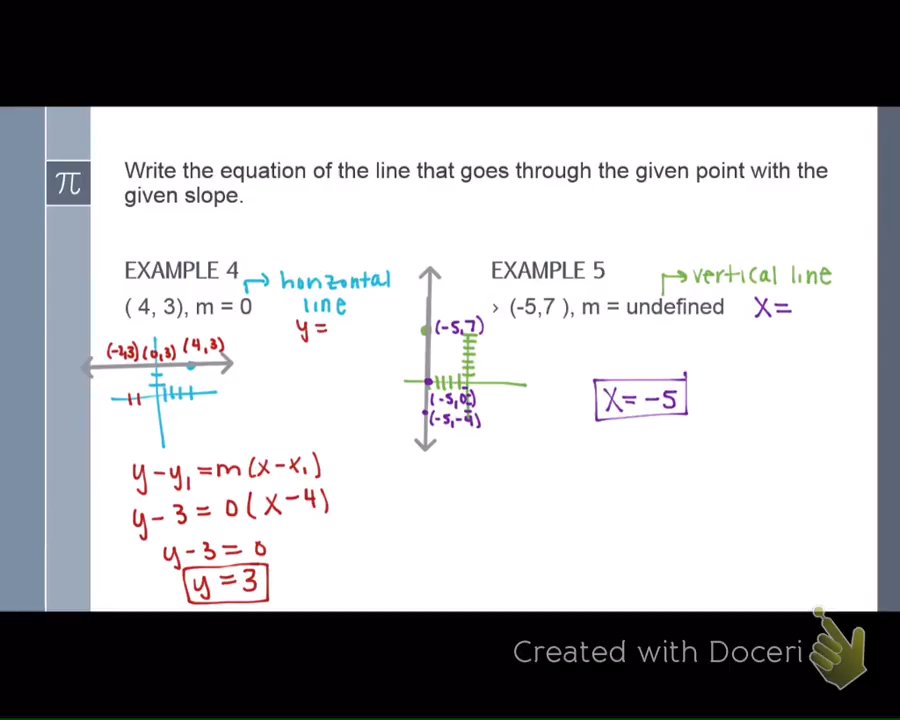 π
Write the equation of the line that goes through the given point with the
given slope.
EXAMPLE 4
horizontal
line
( 4, 3), m = 0
y =
(-2,3) (0,3) (4,3)
y - y₁ = m(x - x₁)
y - 3 = 0(x - 4)
y - 3 = 0
y = 3
EXAMPLE 5
vertical line
› (-5,7 ), m = undefined
x =
(-5,7)
(-5,0)
(-5,-4)
x = -5
Created with Doceri